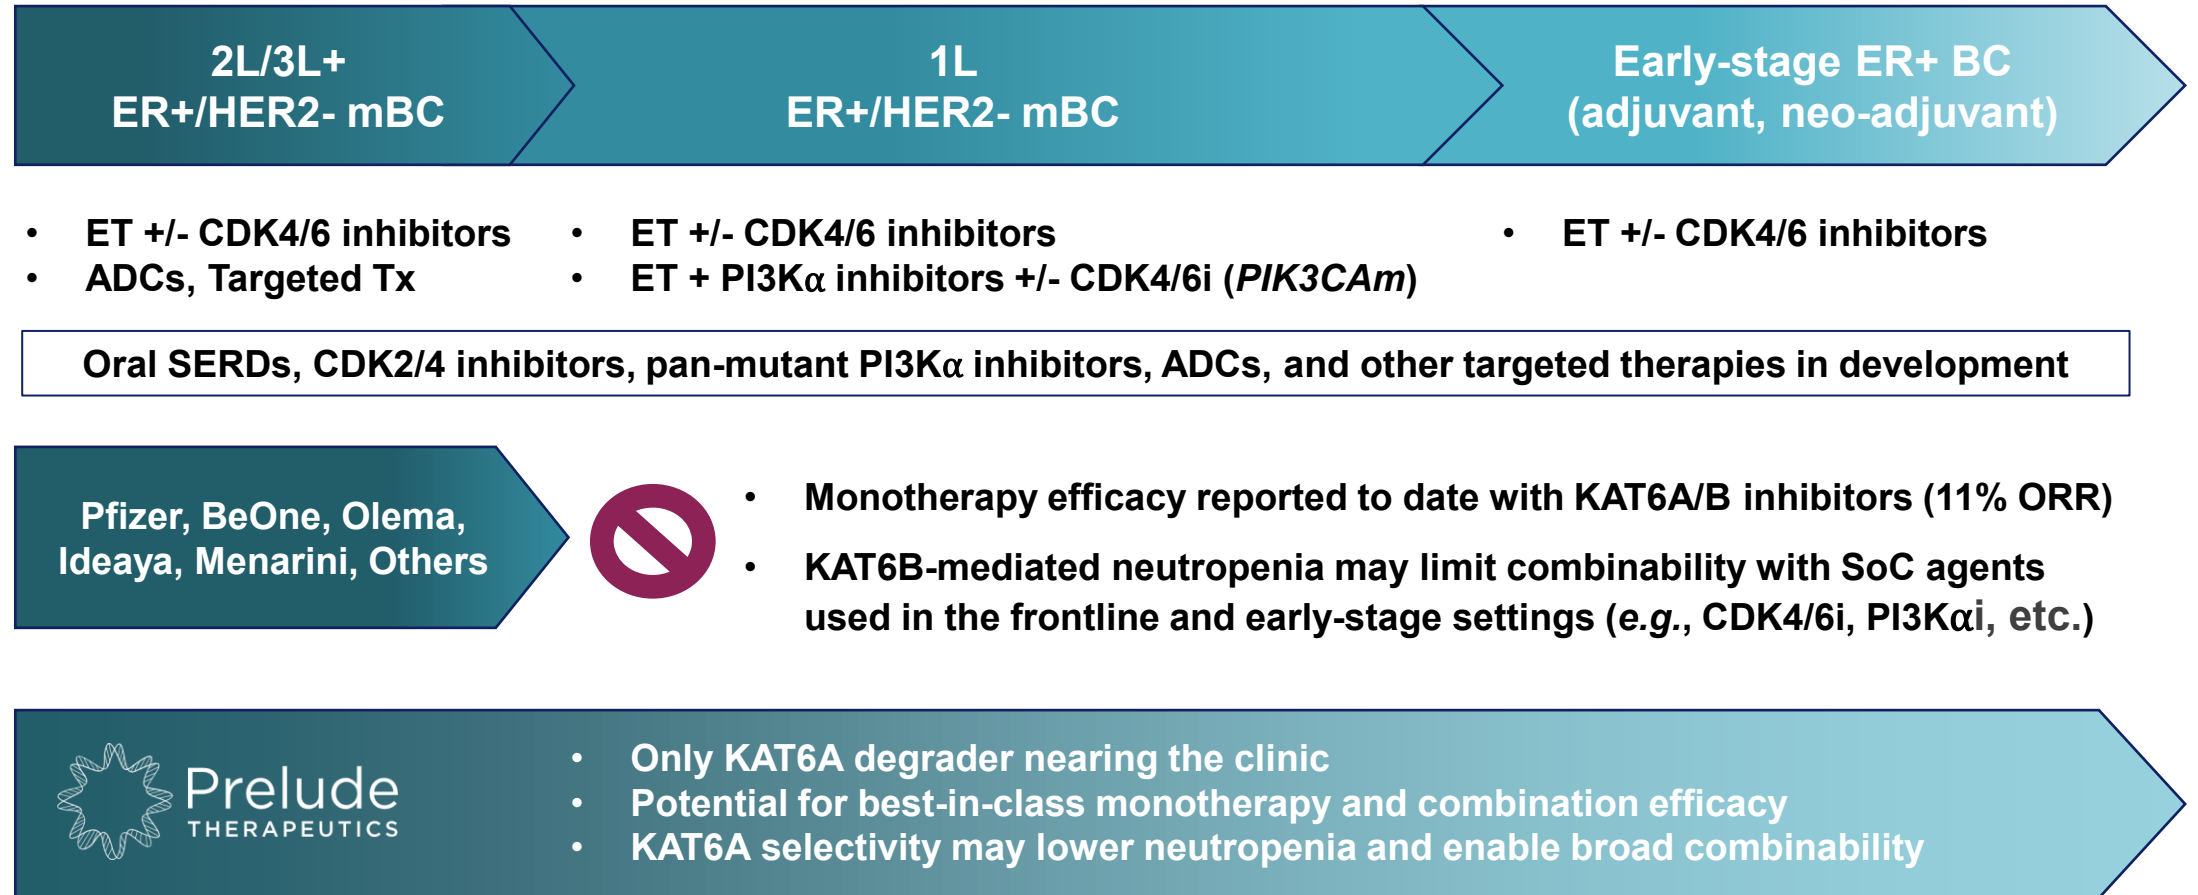 2L/3L+
ER+/HER2- mBC
1L
ER+/HER2- mBC
Early-stage ER+ BC
(adjuvant, neo-adjuvant)
• ET +/- CDK4/6 inhibitors
• ADCs, Targeted Tx
• ET +/- CDK4/6 inhibitors
• ET + PI3Kα inhibitors +/- CDK4/6i (PIK3CAm)
• ET +/- CDK4/6 inhibitors
Oral SERDs, CDK2/4 inhibitors, pan-mutant PI3Kα inhibitors, ADCs, and other targeted therapies in development
Pfizer, BeOne, Olema,
Ideaya, Menarini, Others
• Monotherapy efficacy reported to date with KAT6A/B inhibitors (11% ORR)
• KAT6B-mediated neutropenia may limit combinability with SoC agents
used in the frontline and early-stage settings (e.g., CDK4/6i, PI3Kαi, etc.)
Prelude
THERAPEUTICS
• Only KAT6A degrader nearing the clinic
• Potential for best-in-class monotherapy and combination efficacy
• KAT6A selectivity may lower neutropenia and enable broad combinability